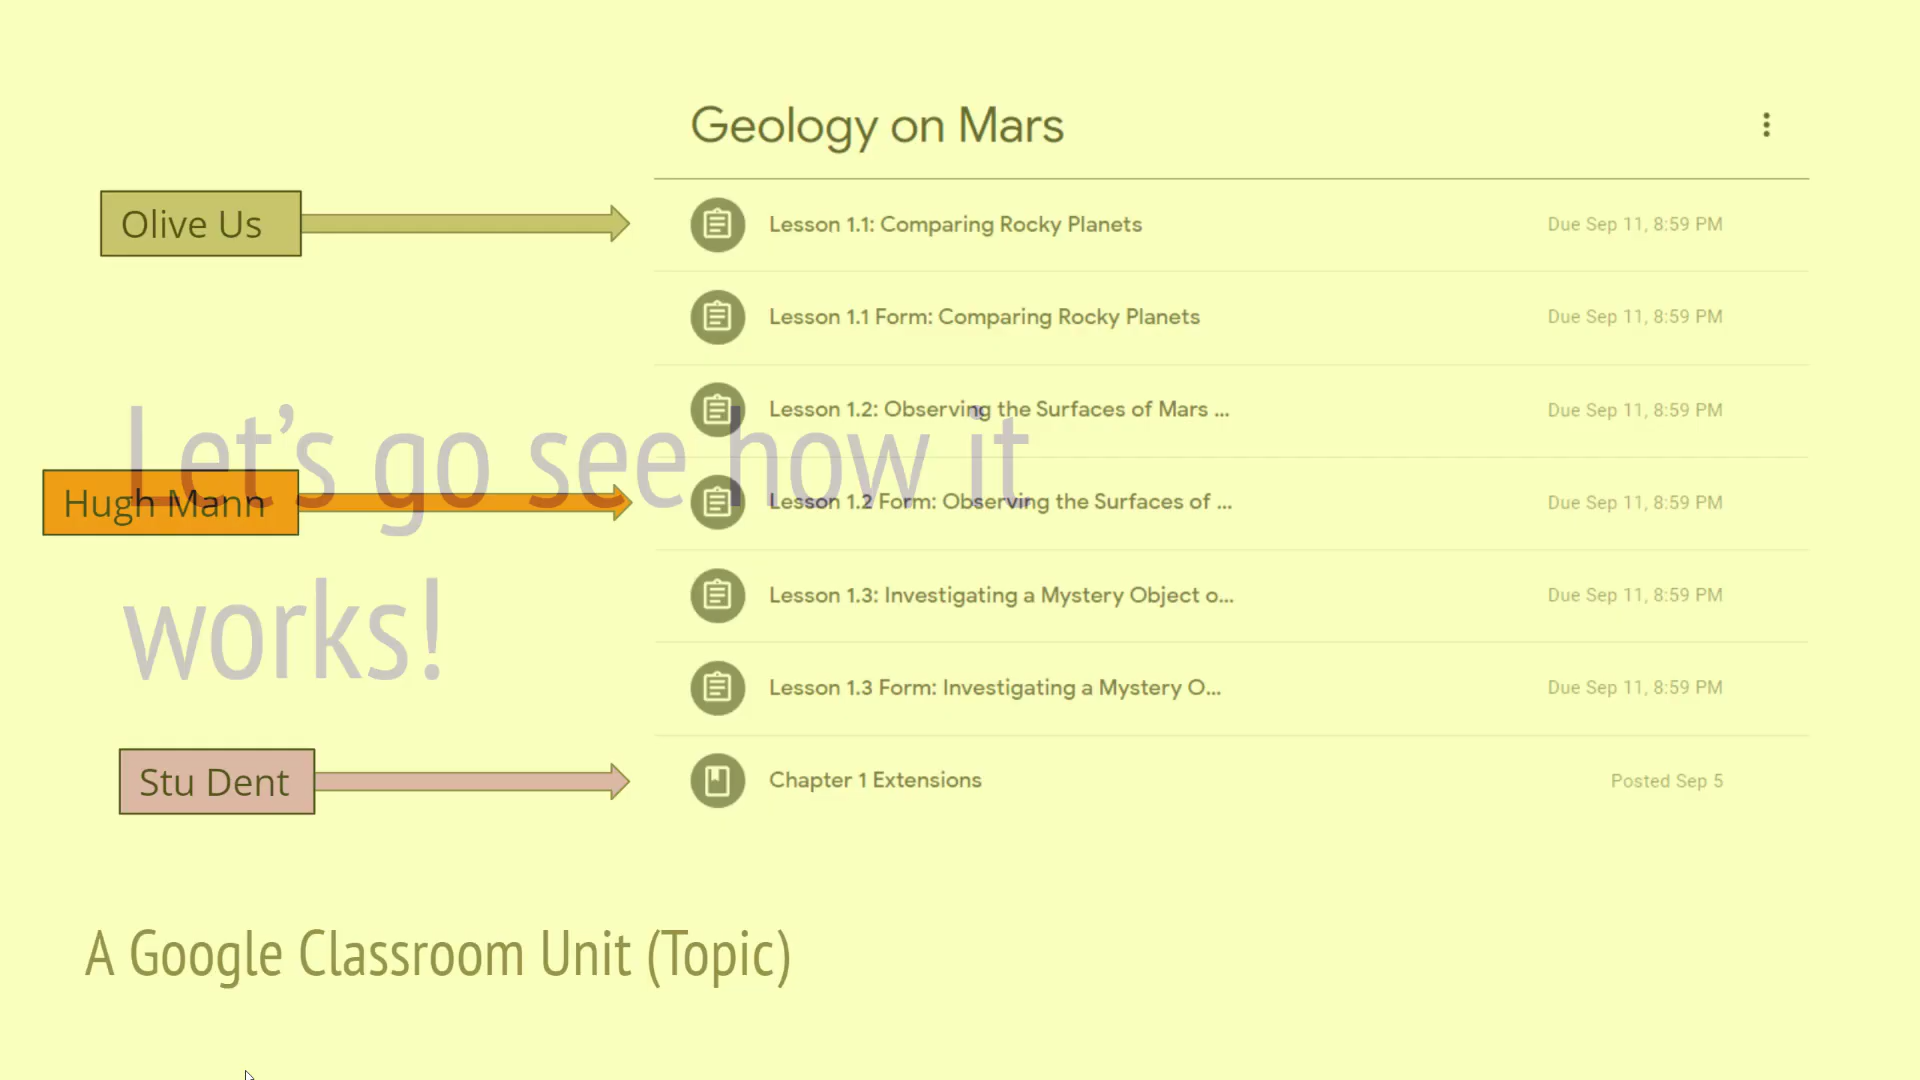 Geology on Mars
Olive Us
Lesson 1.1: Comparing Rocky Planets
Due Sep 11, 8:59 PM
Lesson 1.1 Form: Comparing Rocky Planets
Due Sep 11, 8:59 PM
Lesson 1.2: Observing the Surfaces of Mars ...
Due Sep 11, 8:59 PM
Let's go see how it
works!
Hugh Mann
Lesson 1.2 Form: Observing the Surfaces of ...
Due Sep 11, 8:59 PM
Lesson 1.3: Investigating a Mystery Object o...
Due Sep 11, 8:59 PM
Lesson 1.3 Form: Investigating a Mystery O...
Due Sep 11, 8:59 PM
Stu Dent
Chapter 1 Extensions
Posted Sep 5
A Google Classroom Unit (Topic)